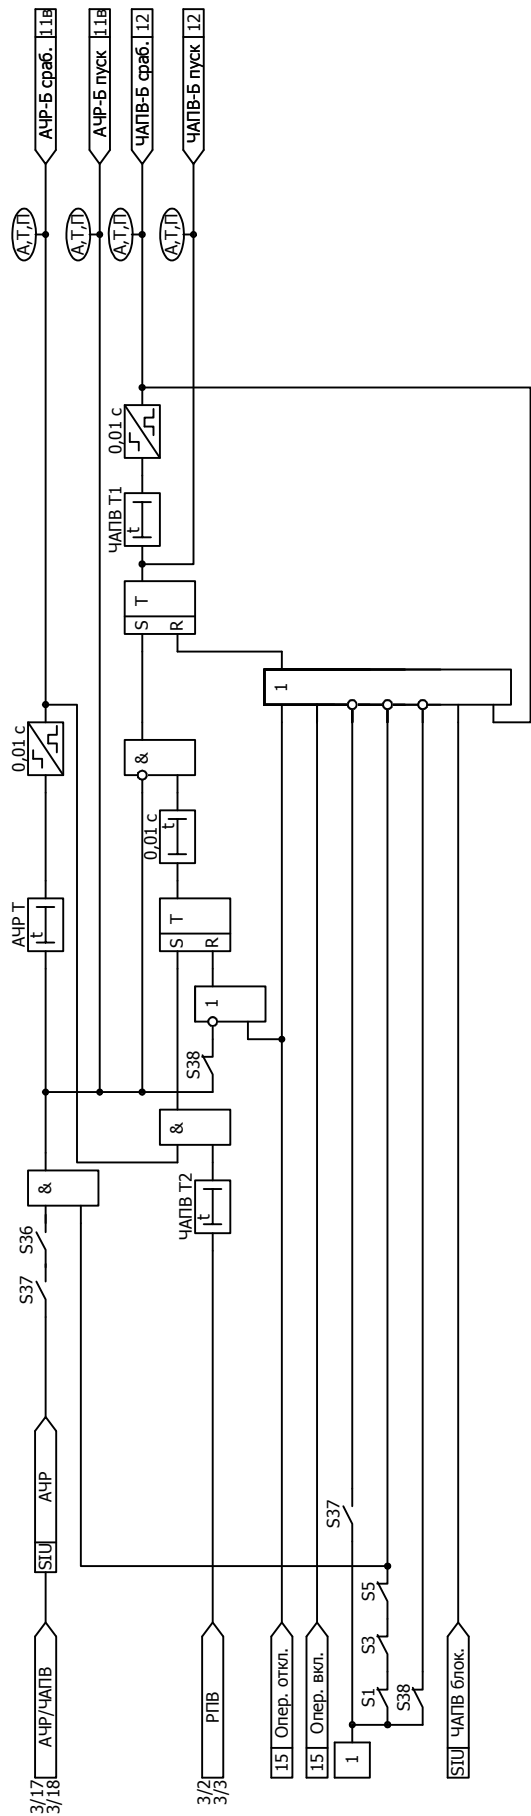 АЧР-Б сраб. 11в
АЧР-Б пуск 11в
ЧАПВ-Б сраб. 12
ЧАПВ-Б пуск 12
А,Т,П
А,Т,П
А,Т,П
А,Т,П
0,01 с
ЧАПВ Т1
t
S T
R
1
0,01 с
&
0,01 с
t
АЧР Т
t
S T
R
1
S38
&
ЧАПВ Т2
t
&
S36
S37
SIU АЧР
3/17
3/18
АЧР/ЧАПВ
3/2
3/3
РПВ
15 Опер. откл.
15 Опер. вкл.
S37
1
S1
S3
S5
S38
SIU ЧАПВ блок.